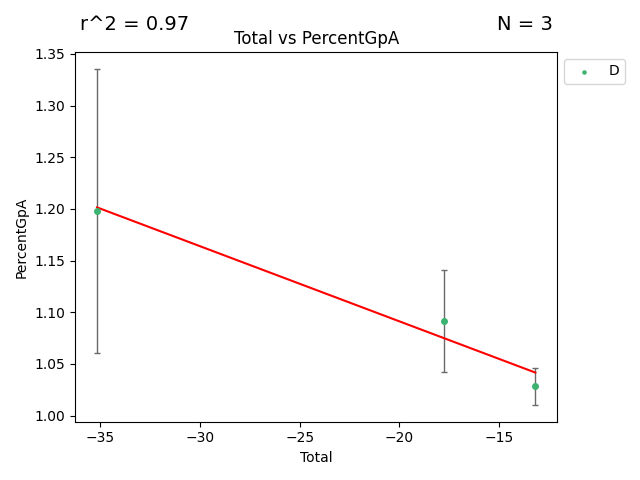 r^2 = 0.97
N = 3
Total vs PercentGpA
D
PercentGpA
1.35
1.30
1.25
1.20
1.15
1.10
1.05
1.00
−35
−30
−25
−20
−15
Total